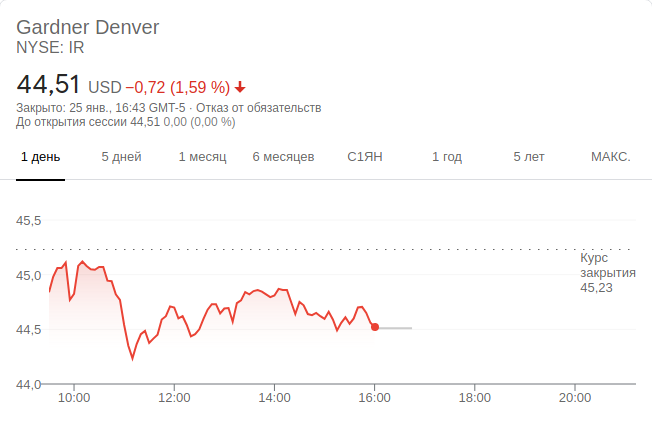 Gardner Denver
NYSE: IR
44,51 USD −0,72 (1,59 %)
Закрыто: 25 янв., 16:43 GMT-5 · Отказ от обязательств
До открытия сессии 44,51 0,00 (0,00 %)
1 день 5 дней 1 месяц 6 месяцев С1ЯН 1 год 5 лет МАКС.
45,5
Курс
закрытия
45,23
45,0
44,5
44,0
10:00 12:00 14:00 16:00 18:00 20:00